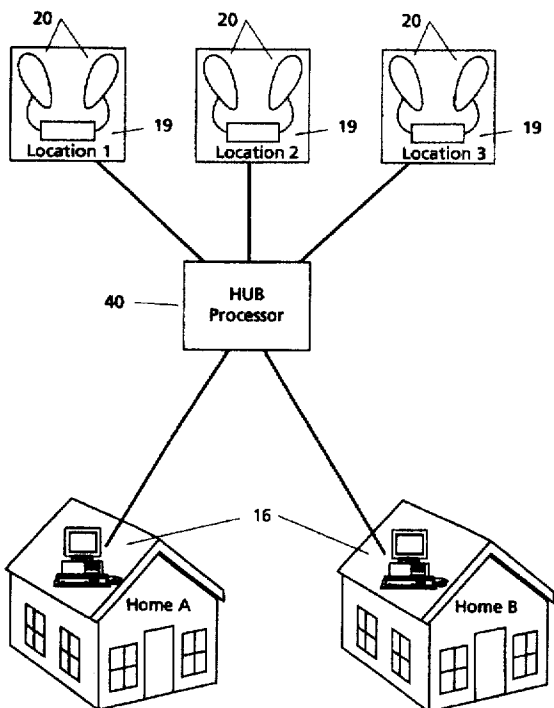 20 20 20
19 19 19
Location 1 Location 2 Location 3
40
HUB
Processor
16
Home A Home B